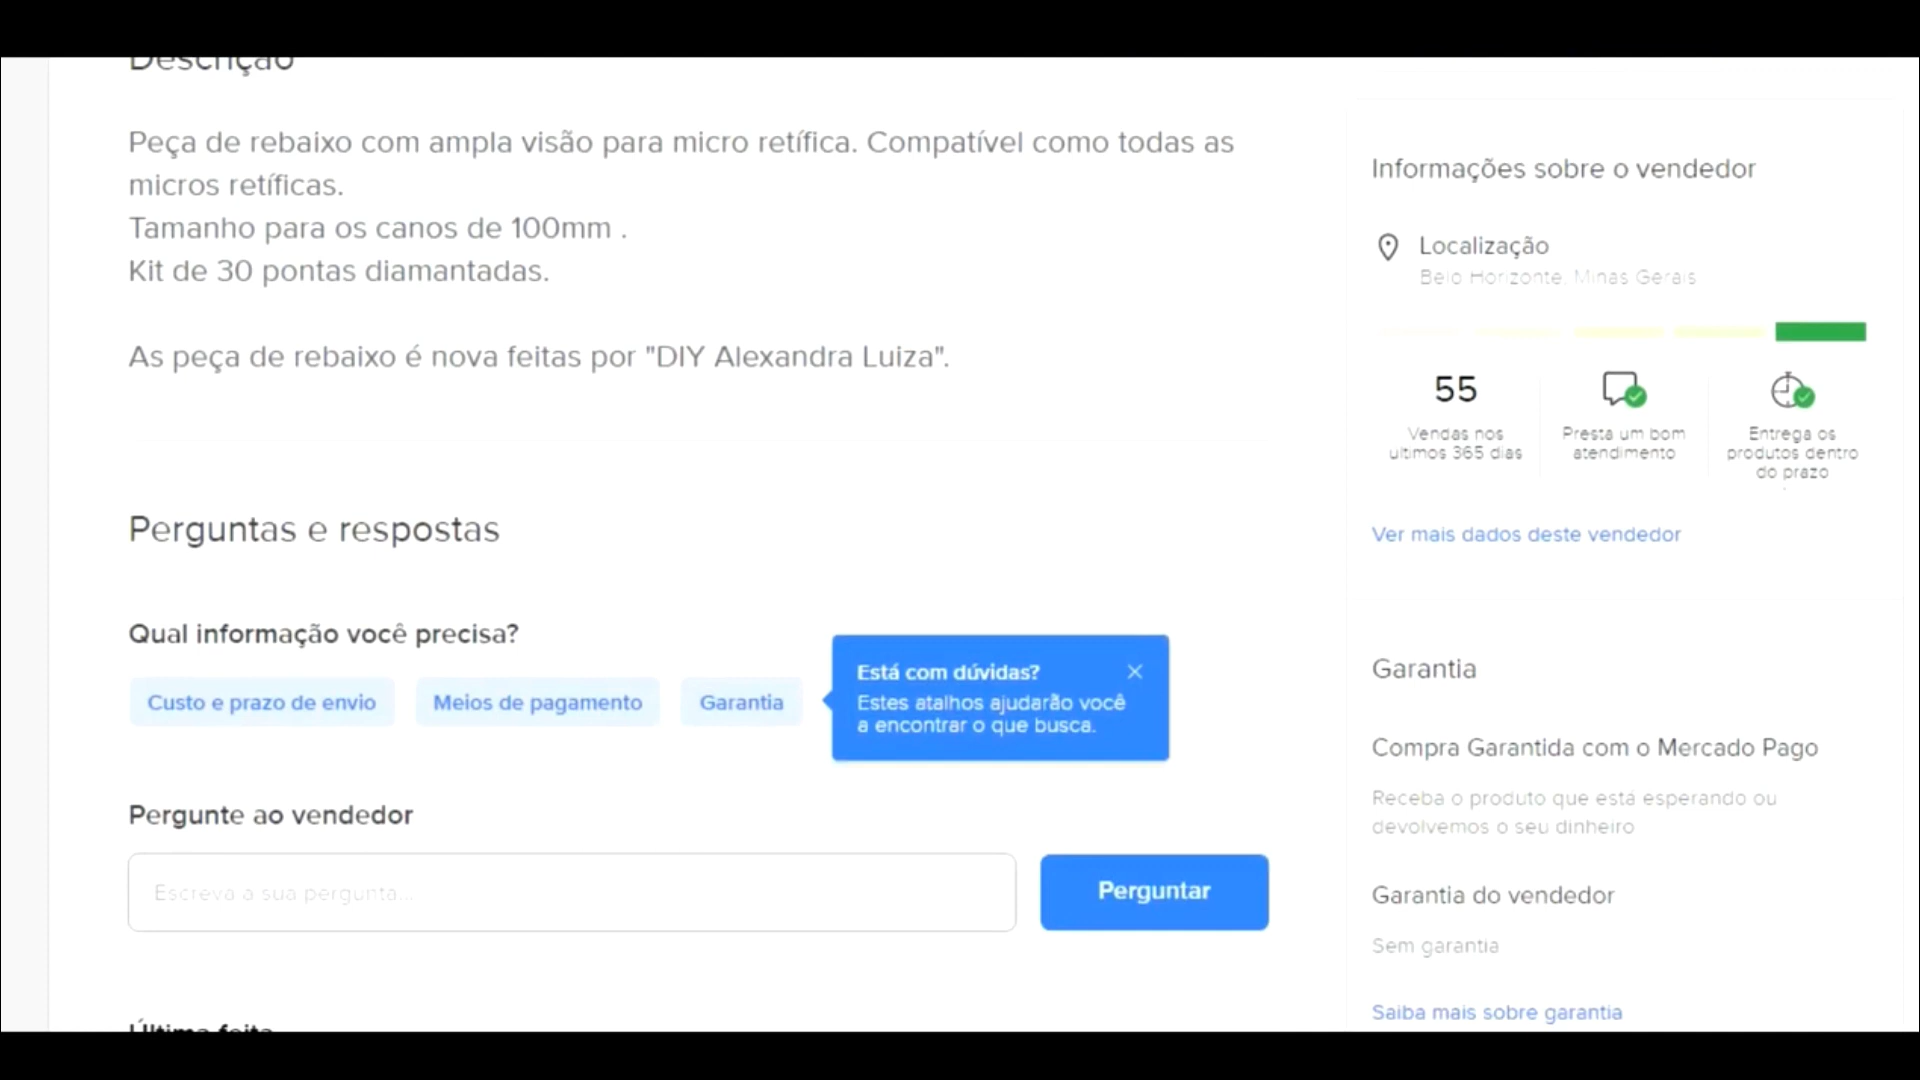 Descrição
Peça de rebaixo com ampla visão para micro retífica. Compatível como todas as
micros retíficas.
Tamanho para os canos de 100mm .
Kit de 30 pontas diamantadas.
As peça de rebaixo é nova feitas por "DIY Alexandra Luiza".
Perguntas e respostas
Qual informação você precisa?
Custo e prazo de envio
Meios de pagamento
Garantia
Está com dúvidas?
Estes atalhos ajudarão você
a encontrar o que busca.
Pergunte ao vendedor
Escreva a sua pergunta...
Perguntar
Última feita
Informações sobre o vendedor
Localização
Belo Horizonte, Minas Gerais
55
Vendas nos
últimos 365 dias
Presta um bom
atendimento
Entrega os
produtos dentro
do prazo
Ver mais dados deste vendedor
Garantia
Compra Garantida com o Mercado Pago
Receba o produto que está esperando ou
devolvemos o seu dinheiro
Garantia do vendedor
Sem garantia
Saiba mais sobre garantia